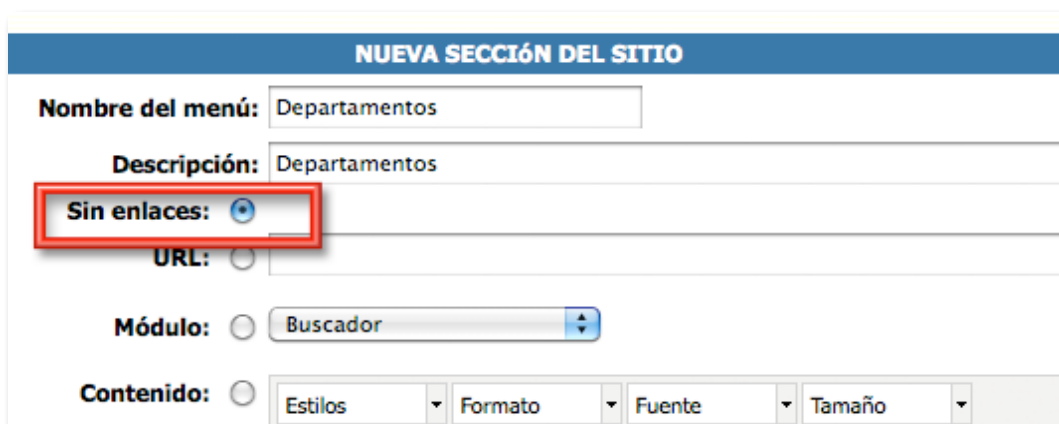 NUEVA SECCIóN DEL SITIO
Nombre del menú: Departamentos
Descripción: Departamentos
Sin enlaces:
URL:
Módulo: Buscador
Contenido: Estilos Formato Fuente Tamaño